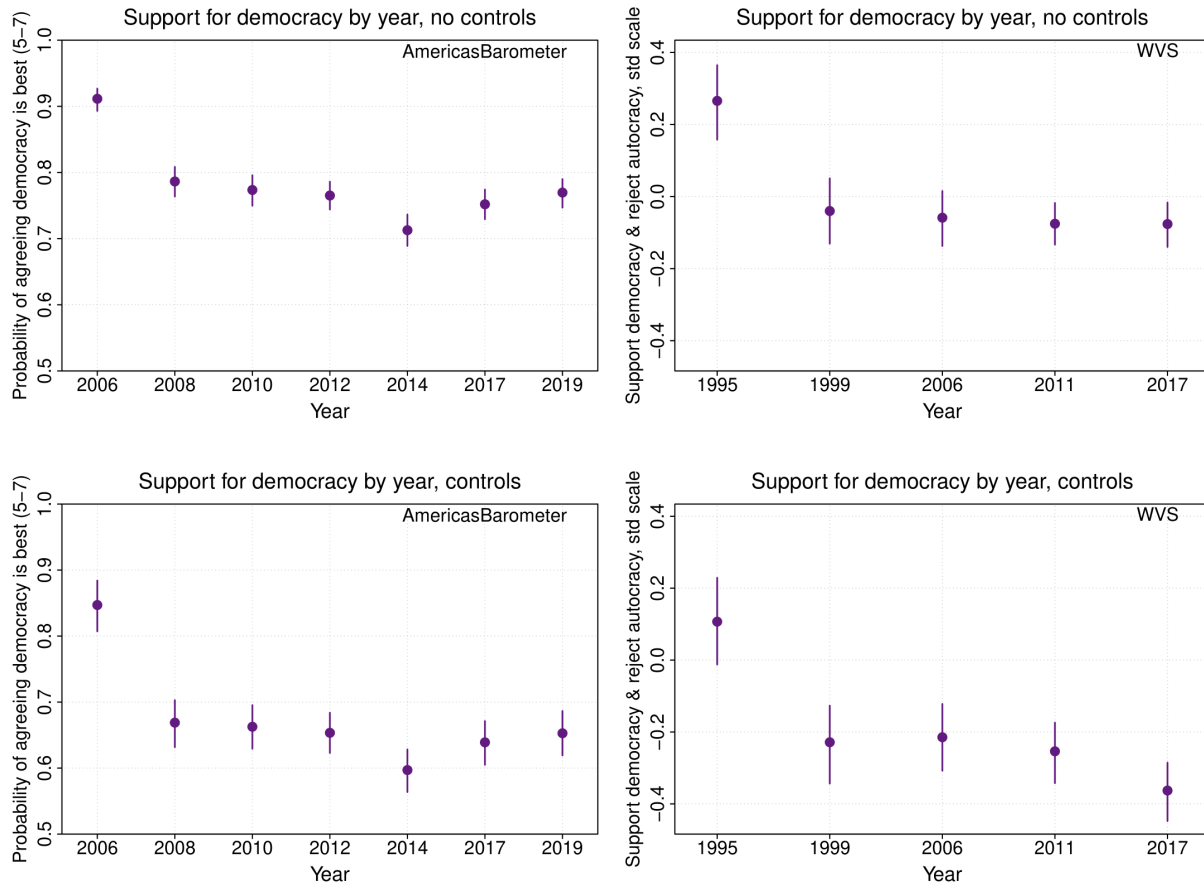 Support for democracy by year, no controls
AmericasBarometer
Probability of agreeing democracy is best (5−7)
1.0
0.9
0.8
0.7
0.6
0.5
2006 2008 2010 2012 2014 2017 2019
Year
Support for democracy by year, no controls
WVS
Support democracy & reject autocracy, std scale
0.4
0.2
0.0
−0.2
−0.4
1995 1999 2006 2011 2017
Year
Support for democracy by year, controls
AmericasBarometer
Probability of agreeing democracy is best (5−7)
1.0
0.9
0.8
0.7
0.6
0.5
2006 2008 2010 2012 2014 2017 2019
Year
Support for democracy by year, controls
WVS
Support democracy & reject autocracy, std scale
0.4
0.2
0.0
−0.2
−0.4
1995 1999 2006 2011 2017
Year